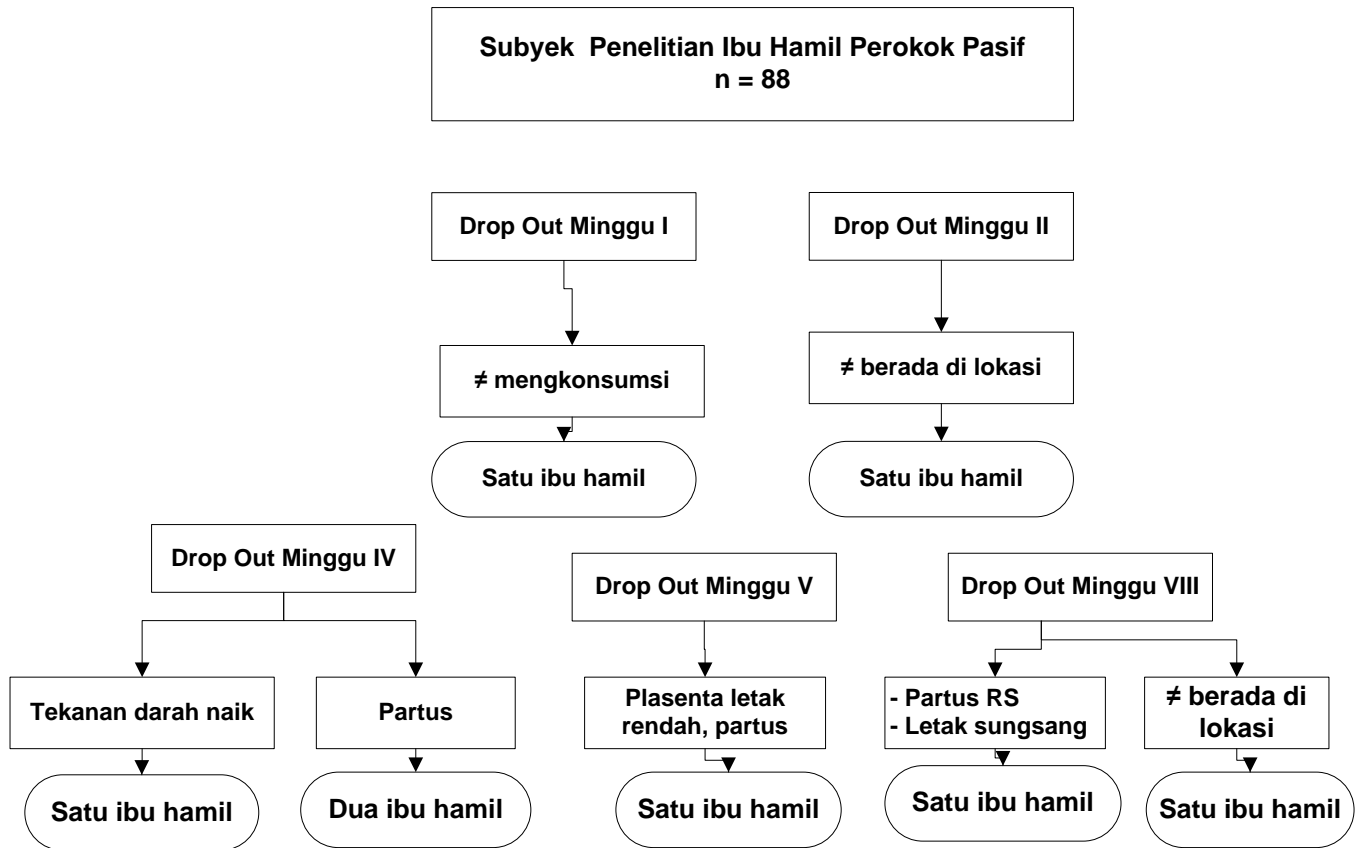 Subyek Penelitian Ibu Hamil Perokok Pasif
n = 88
Drop Out Minggu I
Drop Out Minggu II
≠ mengkonsumsi
≠ berada di lokasi
Satu ibu hamil
Satu ibu hamil
Drop Out Minggu IV
Drop Out Minggu V
Drop Out Minggu VIII
Tekanan darah naik
Partus
Plasenta letak
rendah, partus
- Partus RS
- Letak sungsang
≠ berada di
lokasi
Satu ibu hamil
Dua ibu hamil
Satu ibu hamil
Satu ibu hamil
Satu ibu hamil